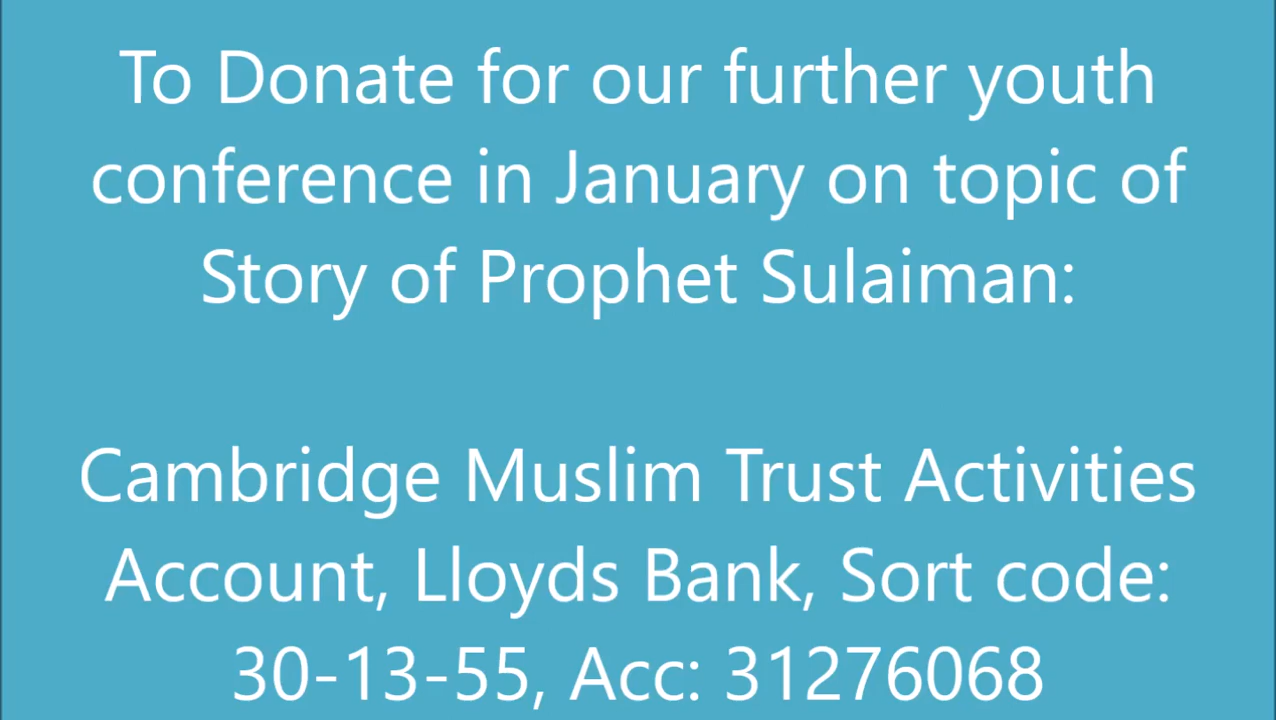 To Donate for our further youth
conference in January on topic of
Story of Prophet Sulaiman:
Cambridge Muslim Trust Activities
Account, Lloyds Bank, Sort code:
30-13-55, Acc: 31276068